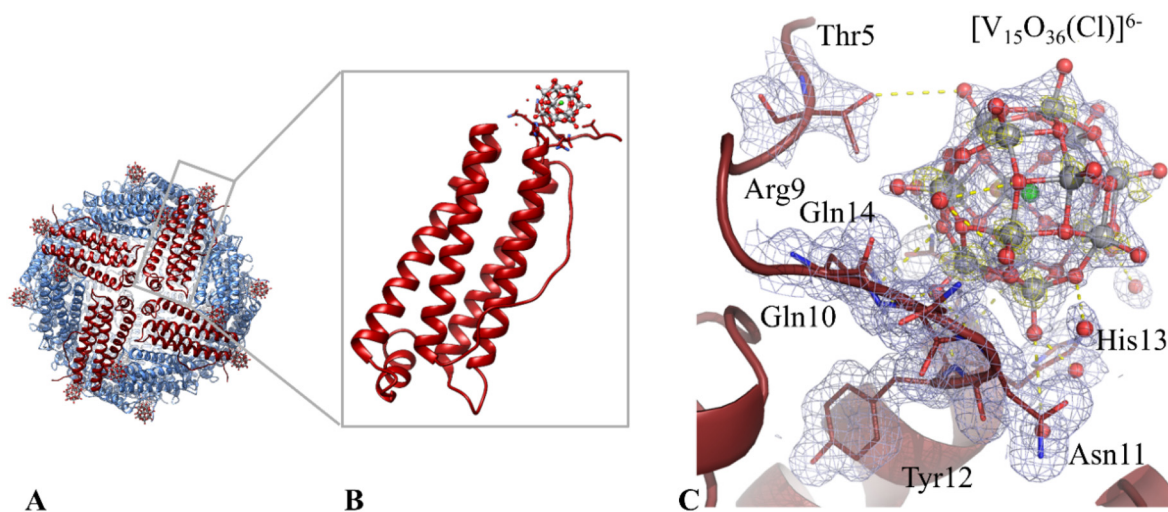 Thr5
[V₁₅O₃₆(Cl)]⁶⁻
Arg9
Gln14
Gln10
His13
Tyr12
Asn11
A
B
C